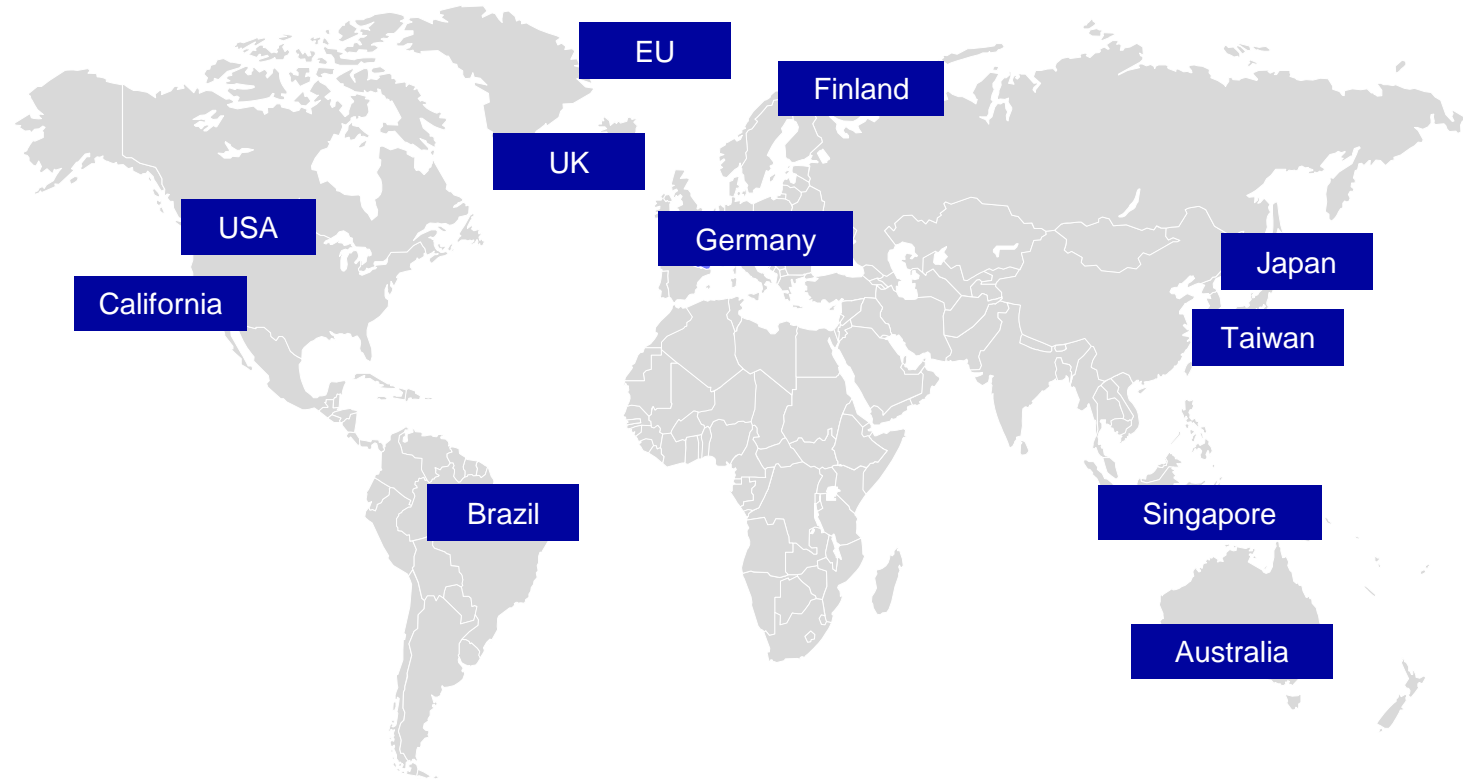 EU
Finland
UK
USA
Germany
Japan
California
Taiwan
Brazil
Singapore
Australia